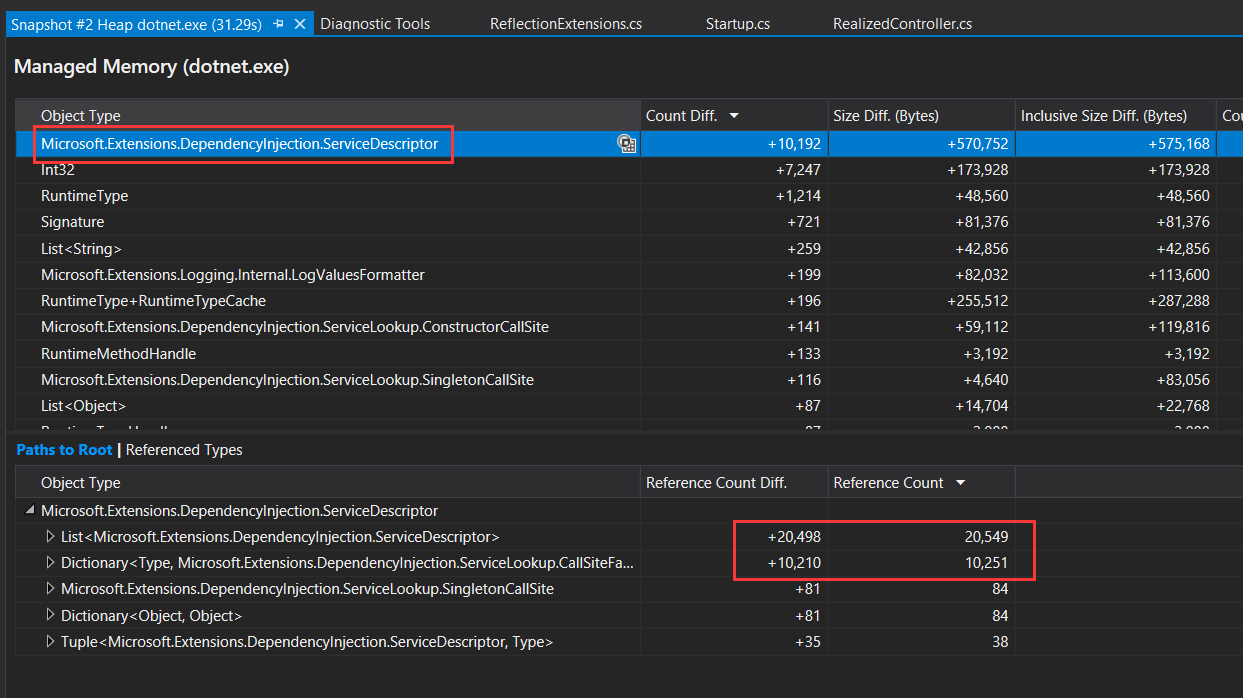 Snapshot #2 Heap dotnet.exe (31.29s) Diagnostic Tools ReflectionExtensions.cs Startup.cs RealizedController.cs
Managed Memory (dotnet.exe)
Object Type Count Diff. Size Diff. (Bytes) Inclusive Size Diff. (Bytes) Cou
Microsoft.Extensions.DependencyInjection.ServiceDescriptor +10,192 +570,752 +575,168
Int32 +7,247 +173,928 +173,928
RuntimeType +1,214 +48,560 +48,560
Signature +721 +81,376 +81,376
List<String> +259 +42,856 +42,856
Microsoft.Extensions.Logging.Internal.LogValuesFormatter +199 +82,032 +113,600
RuntimeType+RuntimeTypeCache +196 +255,512 +287,288
Microsoft.Extensions.DependencyInjection.ServiceLookup.ConstructorCallSite +141 +59,112 +119,816
RuntimeMethodHandle +133 +3,192 +3,192
Microsoft.Extensions.DependencyInjection.ServiceLookup.SingletonCallSite +116 +4,640 +83,056
List<Object> +87 +14,704 +22,768
Paths to Root | Referenced Types
Object Type Reference Count Diff. Reference Count
Microsoft.Extensions.DependencyInjection.ServiceDescriptor
List<Microsoft.Extensions.DependencyInjection.ServiceDescriptor> +20,498 20,549
Dictionary<Type, Microsoft.Extensions.DependencyInjection.ServiceLookup.CallSiteFa... +10,210 10,251
Microsoft.Extensions.DependencyInjection.ServiceLookup.SingletonCallSite +81 84
Dictionary<Object, Object> +81 84
Tuple<Microsoft.Extensions.DependencyInjection.ServiceDescriptor, Type> +35 38